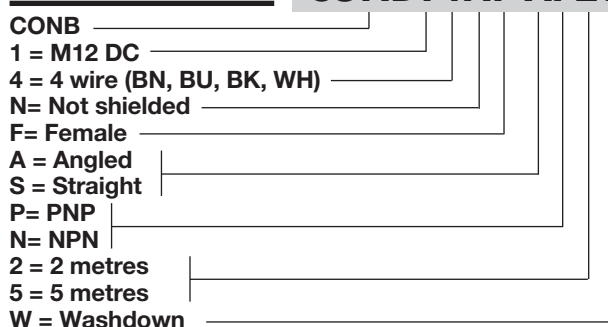 CONB
1 = M12 DC
4 = 4 wire (BN, BU, BK, WH)
N= Not shielded
F= Female
A = Angled
S = Straight
P= PNP
N= NPN
2 = 2 metres
5 = 5 metres
W = Washdown